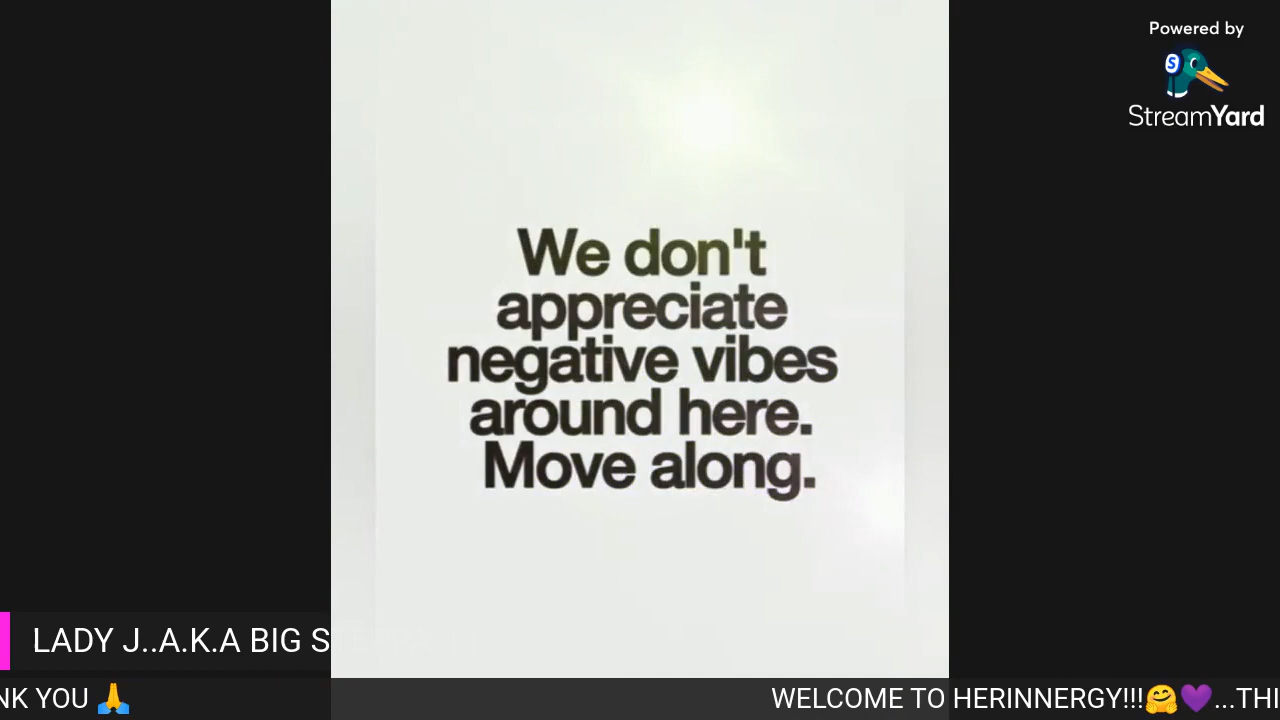 Powered by
StreamYard
We don't
appreciate
negative vibes
around here.
Move along.
LADY J..A.K.A BIG S
NK YOU 🙏
WELCOME TO HERINNERGY!!!🤗💜...THI